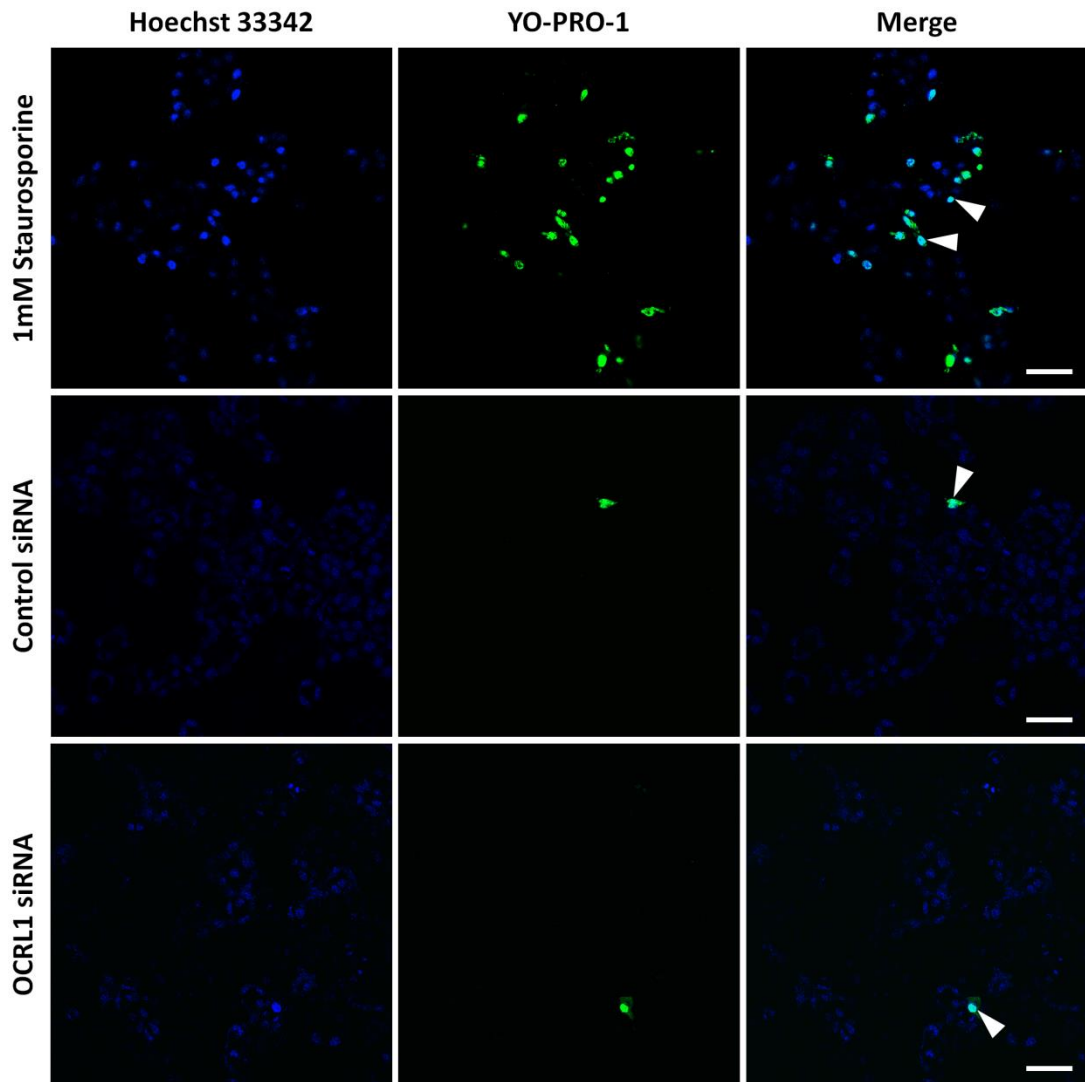 Hoechst 33342
YO-PRO-1
Merge
1mM Staurosporine
Control siRNA
OCRL1 siRNA